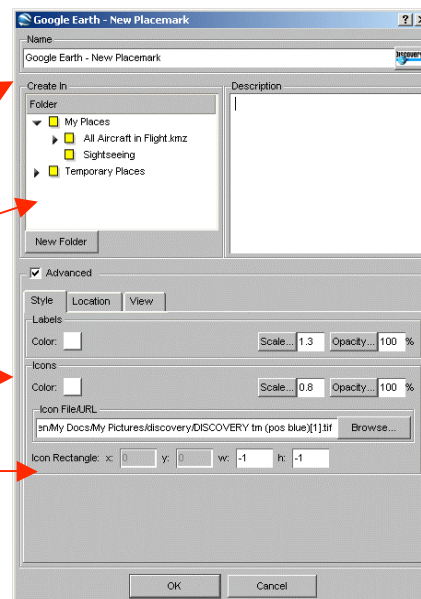 Google Earth - New Placemark
Name
Google Earth - New Placemark
DISCOVERY
Create In
Description
Folder
My Places
All Aircraft in Flight.kmz
Sightseeing
Temporary Places
New Folder
Advanced
Style Location View
Labels
Color: Scale... 1.3 Opacity... 100 %
Icons
Color: Scale... 0.8 Opacity... 100 %
Icon File/URL
en/My Docs/My Pictures/discovery/DISCOVERY tm (pos blue)[1].tif Browse...
Icon Rectangle: x: 0 y: 0 w: -1 h: -1
OK Cancel